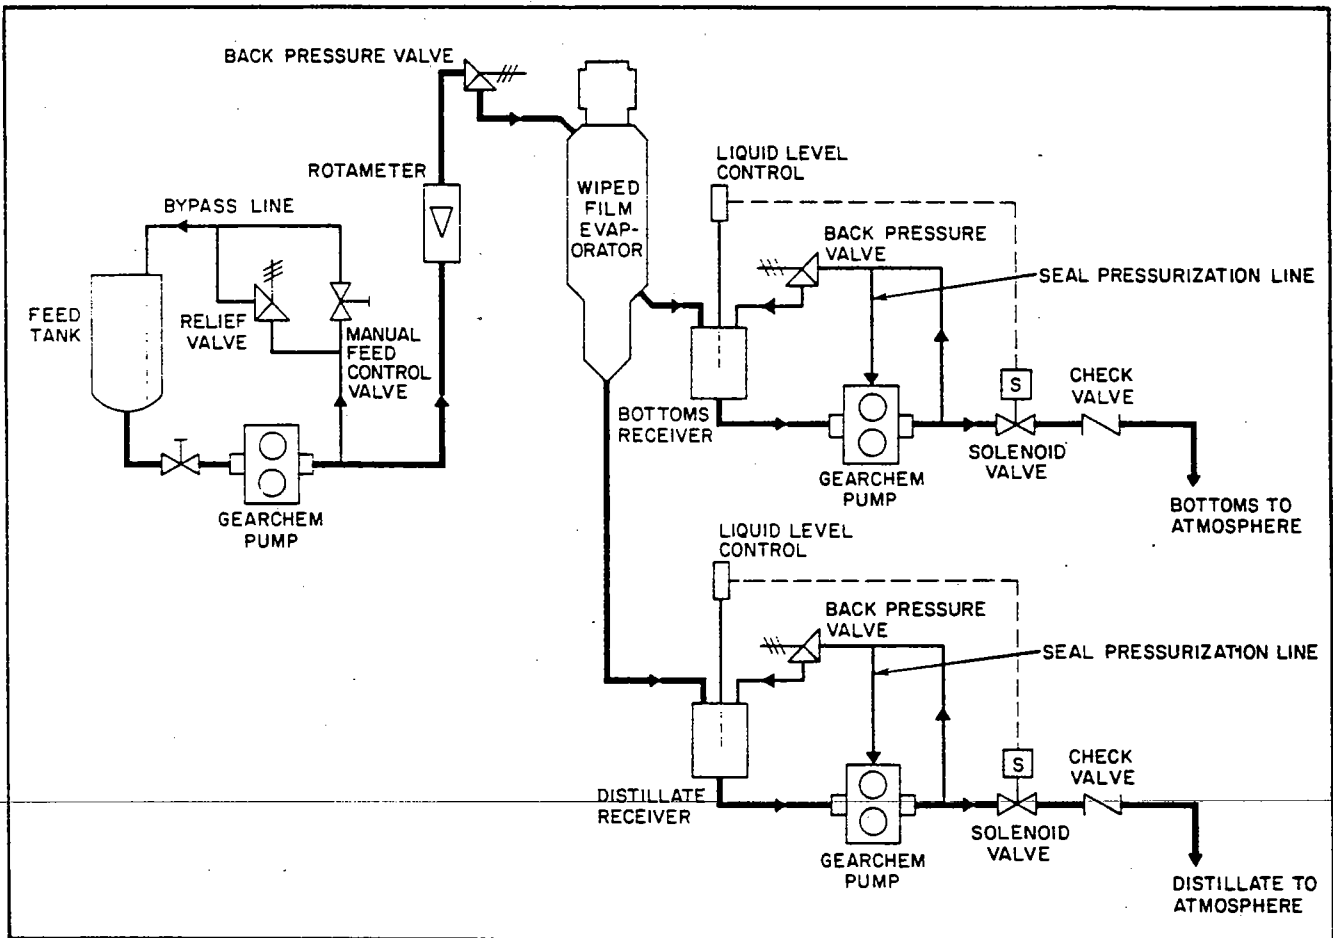 BACK PRESSURE VALVE
ROTAMETER
BYPASS LINE
FEED
TANK
RELIEF
VALVE
MANUAL
FEED
CONTROL
VALVE
GEARCHEM
PUMP
WIPED
FILM
EVAP-
ORATOR
LIQUID LEVEL
CONTROL
BACK PRESSURE
VALVE
SEAL PRESSURIZATION LINE
BOTTOMS
RECEIVER
GEARCHEM
PUMP
S
SOLENOID
VALVE
CHECK
VALVE
BOTTOMS TO
ATMOSPHERE
LIQUID LEVEL
CONTROL
BACK PRESSURE
VALVE
SEAL PRESSURIZATION LINE
DISTILLATE
RECEIVER
GEARCHEM
PUMP
S
SOLENOID
VALVE
CHECK
VALVE
DISTILLATE TO
ATMOSPHERE